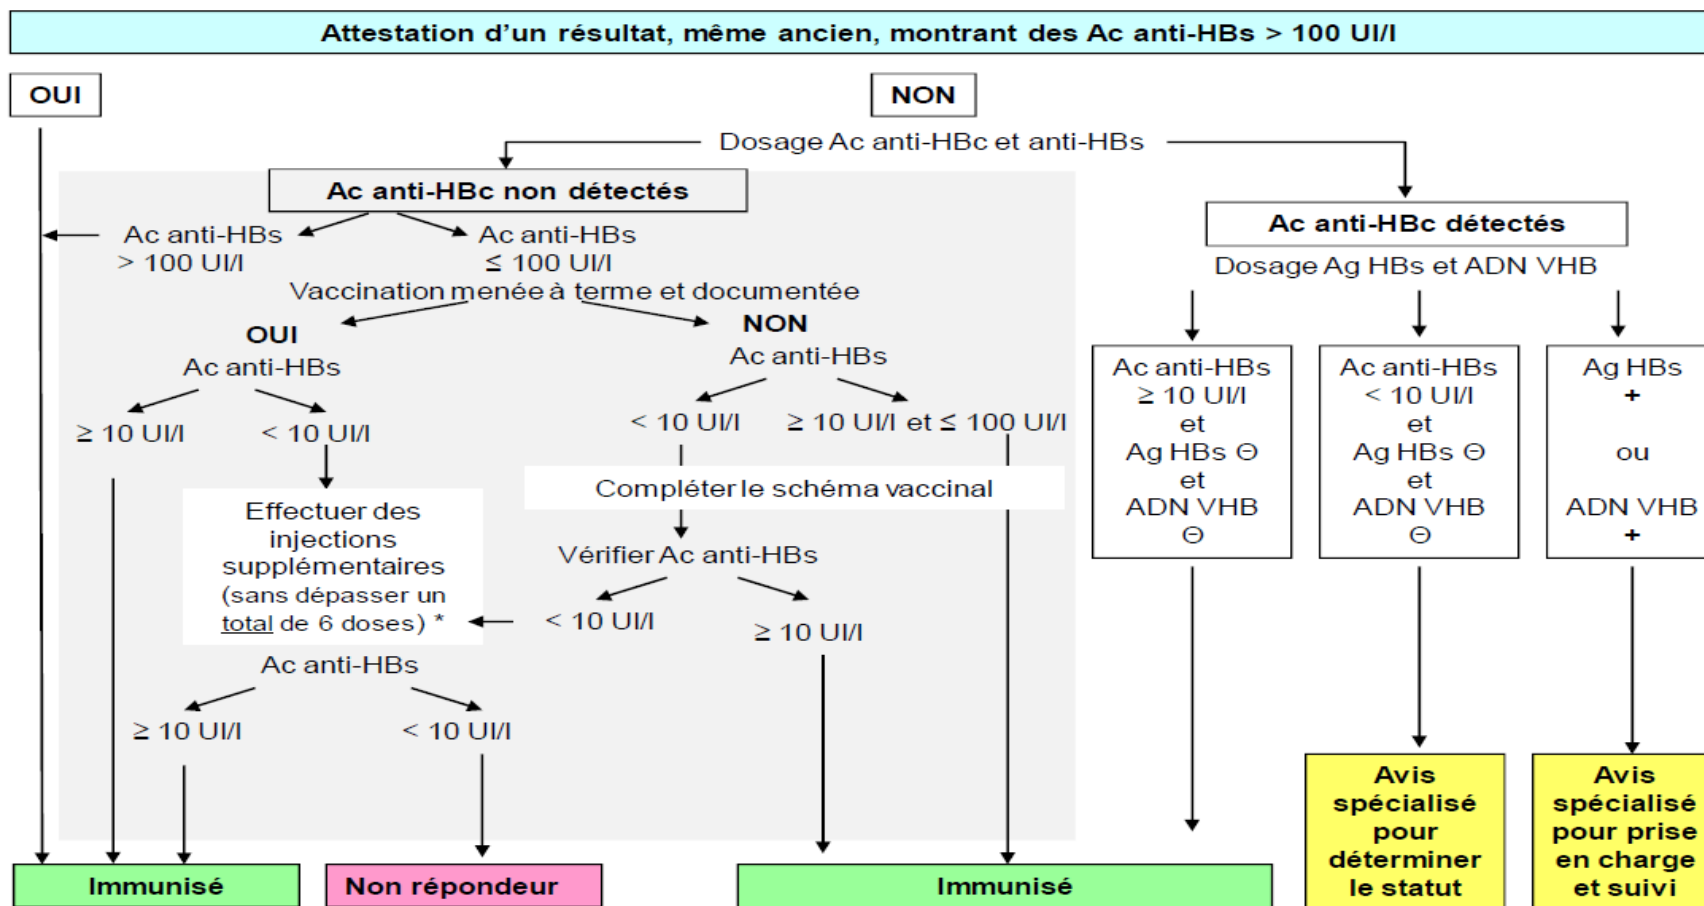 Attestation d'un résultat, même ancien, montrant des Ac anti-HBs > 100 UI/l
OUI
NON
Dosage Ac anti-HBc et anti-HBs
Ac anti-HBc non détectés
Ac anti-HBs
> 100 UI/l
Ac anti-HBs
≤ 100 UI/l
Vaccination menée à terme et documentée
OUI
Ac anti-HBs
≥ 10 UI/l
< 10 UI/l
Effectuer des
injections
supplémentaires
(sans dépasser un
total de 6 doses) *
Ac anti-HBs
≥ 10 UI/l
< 10 UI/l
NON
Ac anti-HBs
< 10 UI/l
≥ 10 UI/l et ≤ 100 UI/l
Compléter le schéma vaccinal
Vérifier Ac anti-HBs
< 10 UI/l
≥ 10 UI/l
Ac anti-HBc détectés
Dosage Ag HBs et ADN VHB
Ac anti-HBs
≥ 10 UI/l
et
Ag HBs Θ
et
ADN VHB
Θ
Ac anti-HBs
< 10 UI/l
et
Ag HBs Θ
et
ADN VHB
Θ
Ag HBs
+
ou
ADN VHB
+
Immunisé
Non répondeur
Immunisé
Avis
spécialisé
pour
déterminer
le statut
Avis
spécialisé
pour prise
en charge
et suivi